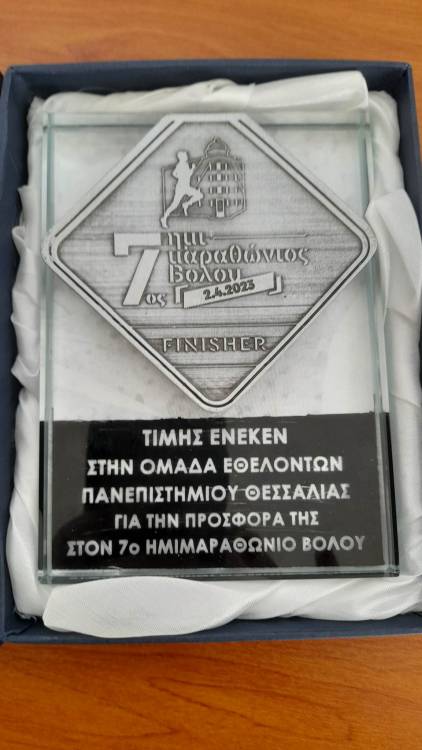 7ος
ημι
μαραθώνιος
βόλου
2.4.2023
FINISHER
ΤΙΜΗΣ ΕΝΕΚΕΝ
ΣΤΗΝ ΟΜΑΔΑ ΕΘΕΛΟΝΤΩΝ
ΠΑΝΕΠΙΣΤΗΜΙΟΥ ΘΕΣΣΑΛΙΑΣ
ΓΙΑ ΤΗΝ ΠΡΟΣΦΟΡΑ ΤΗΣ
ΣΤΟΝ 7ο ΗΜΙΜΑΡΑΘΩΝΙΟ ΒΟΛΟΥ